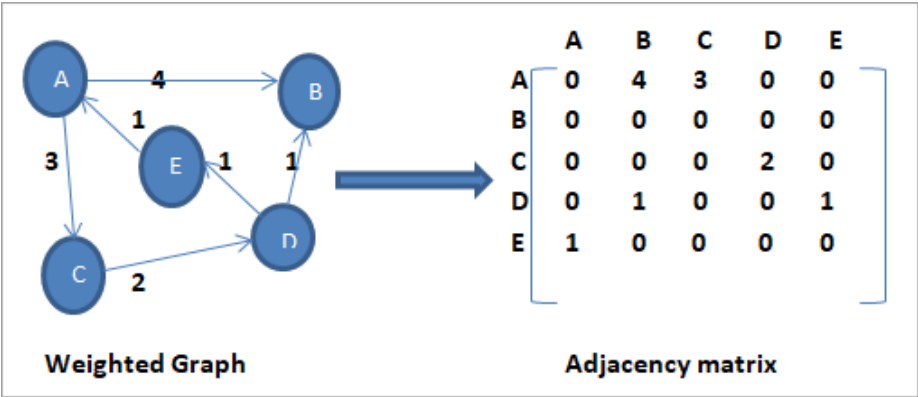 A B C D E
A 4 B
A 0 4 3 0 0
1
B 0 0 0 0 0
3 E 1 1
C 0 0 0 2 0
D 0 1 0 0 1
D
E 1 0 0 0 0
C 2
Weighted Graph
Adjacency matrix